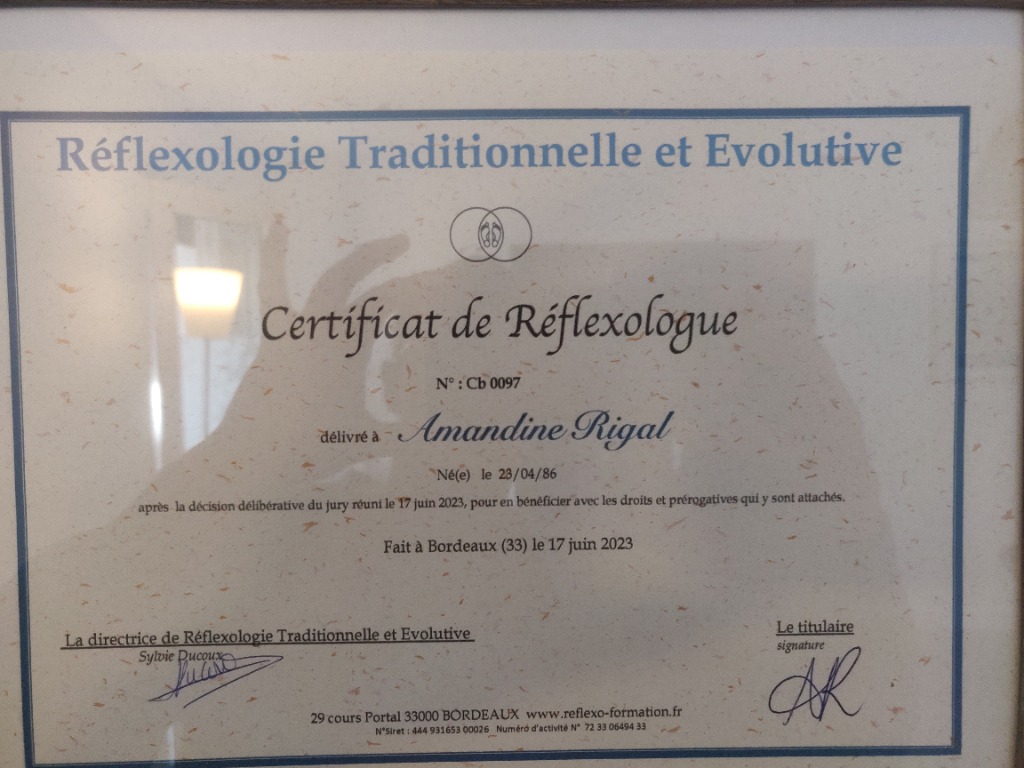 Réflexologie Traditionnelle et Evolutive
Certificat de Réflexologue
N° : Cb 0097
délivré à Amandine Rigal
Né(e) le 23/04/86
après la décision délibérative du jury réuni le 17 juin 2023, pour en bénéficier avec les droits et prérogatives qui y sont attachés.
Fait à Bordeaux (33) le 17 juin 2023
La directrice de Réflexologie Traditionnelle et Evolutive
Sylvie Ducoux
Le titulaire
signature
AR
29 cours Portal 33000 BORDEAUX www.reflexo-formation.fr
N°Siret : 444 931653 00026 Numéro d'activité N° 72 33 06494 33